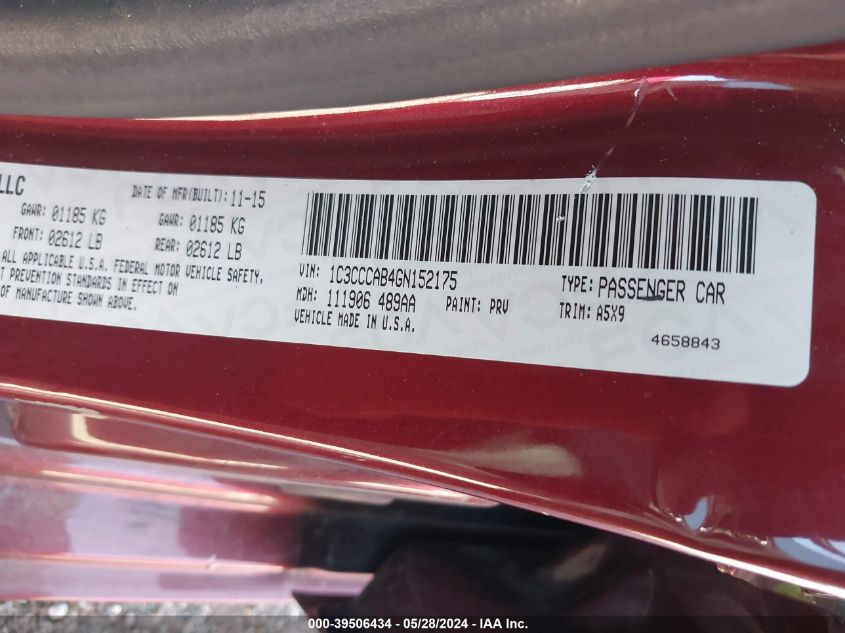 LLC
DATE OF MFR(BUILT): 11-15
GAWR: 01185 KG
GAWR: 01185 KG
FRONT: 02612 LB
REAR: 02612 LB
ALL APPLICABLE U.S.A. FEDERAL MOTOR VEHICLE SAFETY,
T PREVENTION STANDARDS IN EFFECT ON
OF MANUFACTURE SHOWN ABOVE.
VIN: 1C3CCCAB4GN152175
TYPE: PASSENGER CAR
MDH: 111906 489AA
PAINT: PRV
TRIM: A5X9
VEHICLE MADE IN U.S.A.
4658843
000-39506434 - 05/28/2024 - IAA Inc.